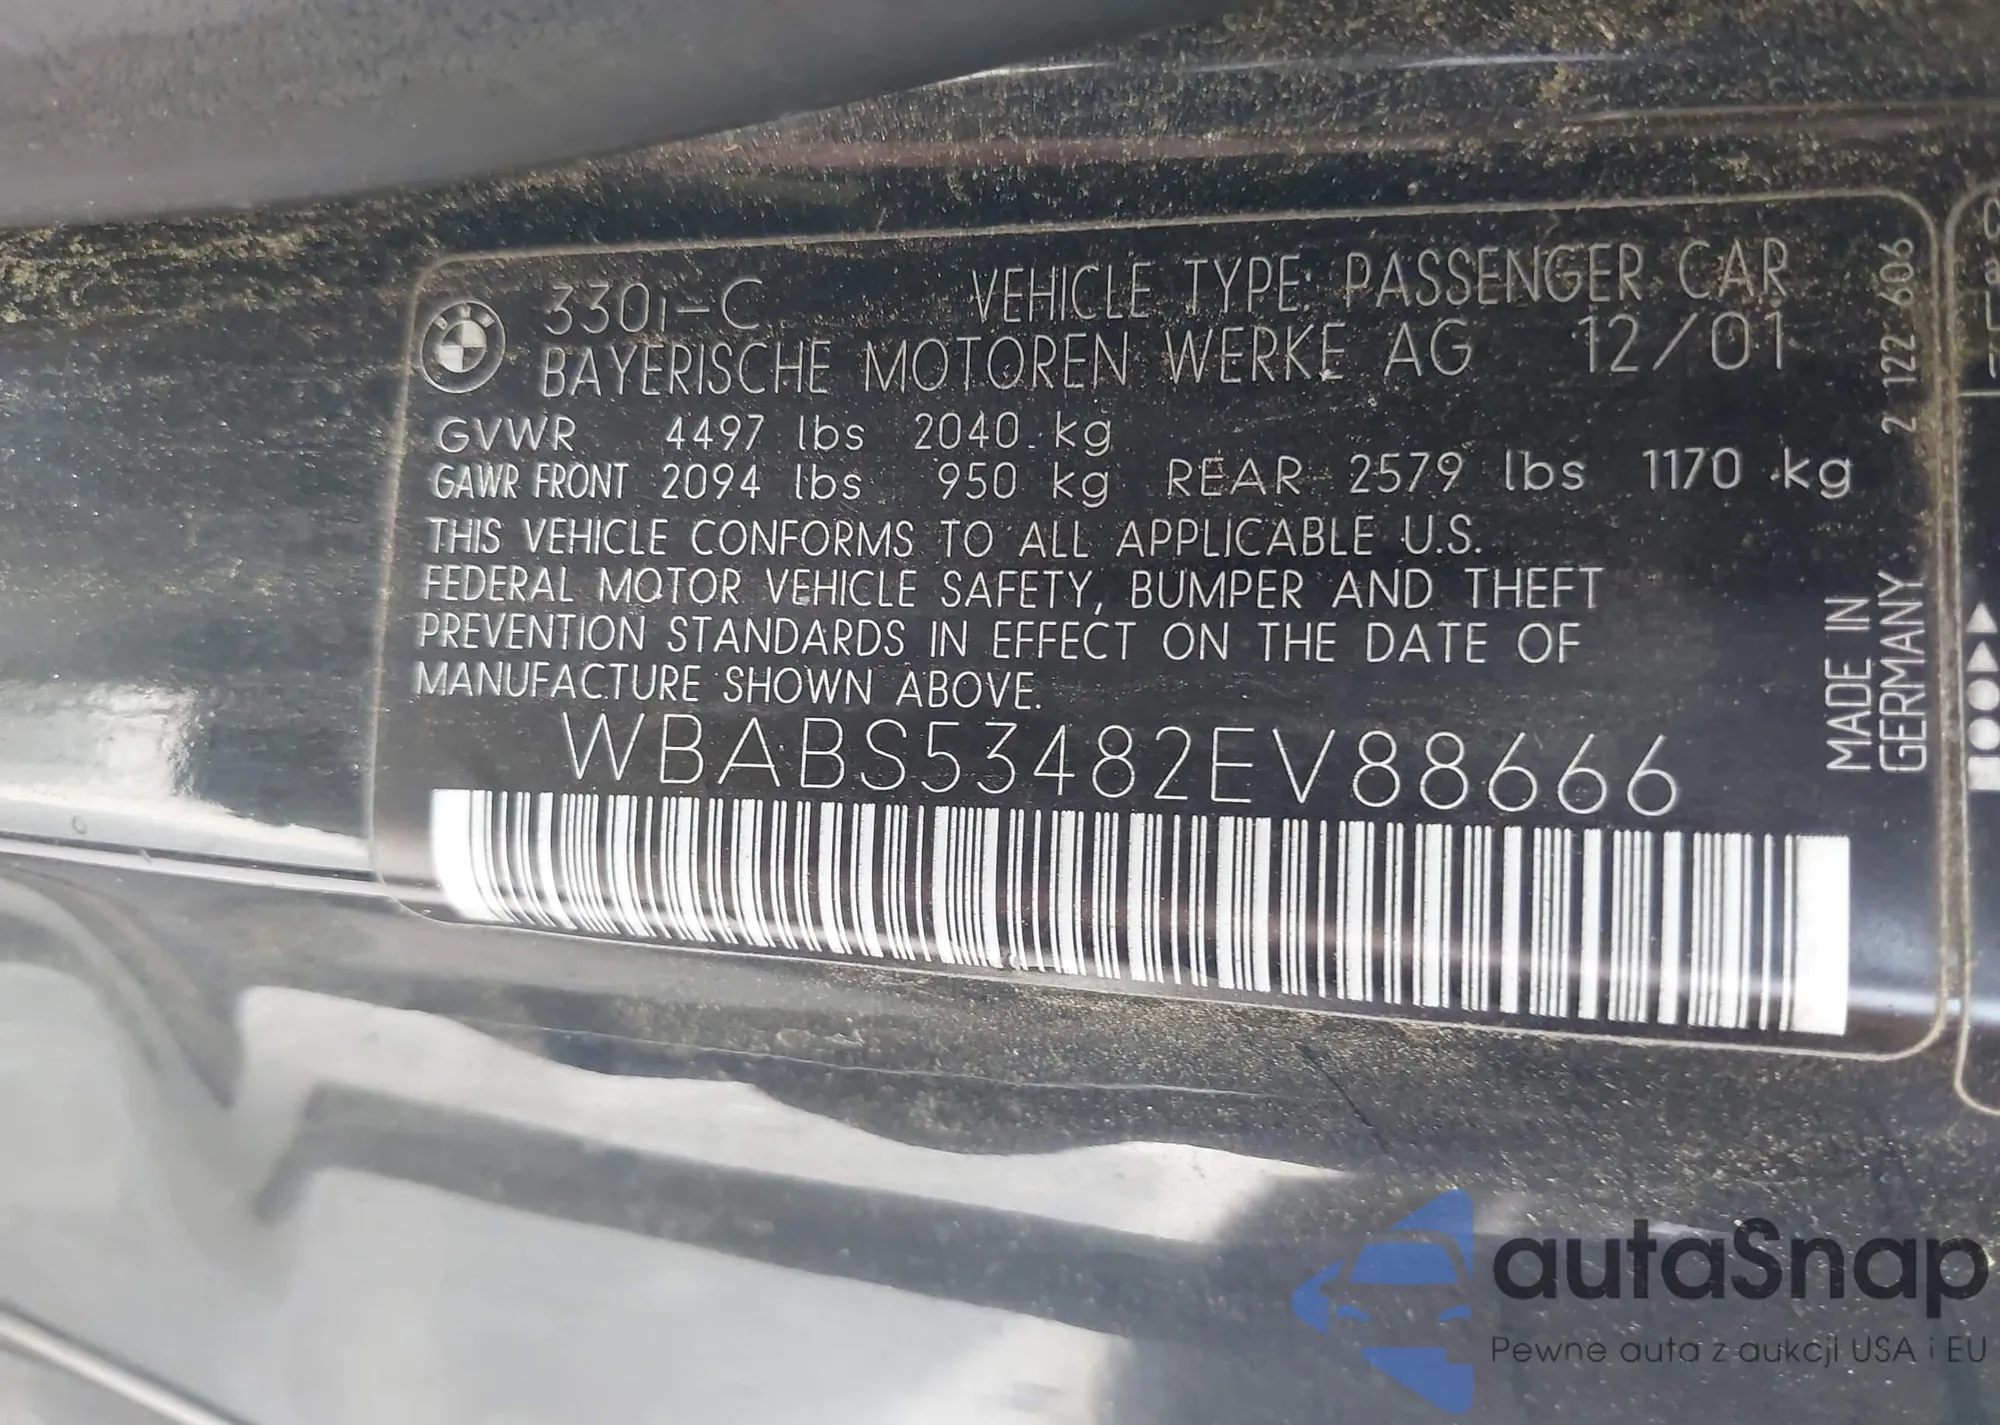 BMW
330i-C VEHICLE TYPE: PASSENGER CAR
BAYERISCHE MOTOREN WERKE AG 12/01
GVWR 4497 lbs 2040 kg
GAWR FRONT 2094 lbs 950 kg REAR 2579 lbs 1170 kg
THIS VEHICLE CONFORMS TO ALL APPLICABLE U.S.
FEDERAL MOTOR VEHICLE SAFETY, BUMPER AND THEFT
PREVENTION STANDARDS IN EFFECT ON THE DATE OF
MANUFACTURE SHOWN ABOVE.
WBABS53482EV88666
2 122 606
MADE IN
GERMANY
autaSnap
Pewne auta z aukcji USA i EU